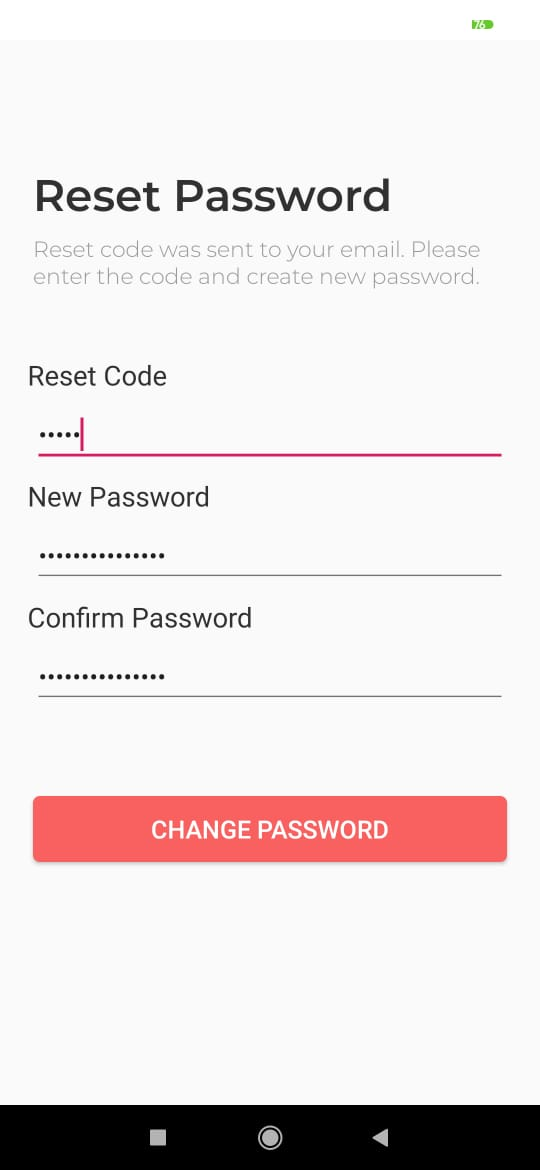 76
Reset Password
Reset code was sent to your email. Please
enter the code and create new password.
Reset Code
•••••
New Password
•••••••••••••••
Confirm Password
•••••••••••••••
CHANGE PASSWORD